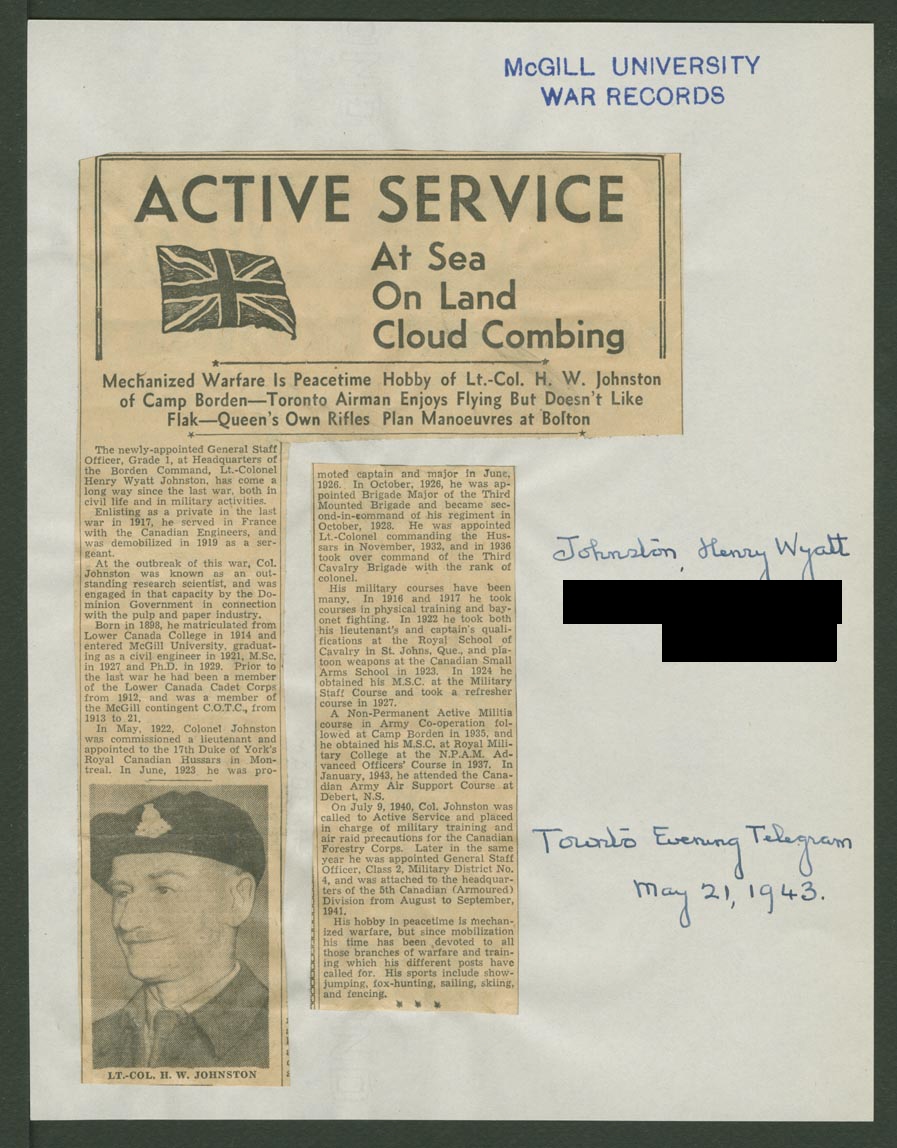 McGILL UNIVERSITY
WAR RECORDS
ACTIVE SERVICE
At Sea
On Land
Cloud Combing
Mechanized Warfare Is Peacetime Hobby of Lt.-Col. H. W. Johnston
of Camp Borden—Toronto Airman Enjoys Flying But Doesn't Like
Flak—Queen's Own Rifles Plan Manoeuvres at Bolton
The newly-appointed General Staff
Officer, Grade 1, at Headquarters of
the Borden Command, Lt.-Colonel
Henry Wyatt Johnston, has come a
long way since the last war, both in
civil life and in military activities.
Enlisting as a private in the last
war in 1917, he served in France
with the Canadian Engineers, and
was demobilized in 1919 as a ser-
geant.
At the outbreak of this war, Col.
Johnston was known as an out-
standing research scientist, and was
engaged in that capacity by the Do-
minion Government in connection
with the pulp and paper industry.
Born in 1898, he matriculated from
Lower Canada College in 1914 and
entered McGill University, graduat-
ing as a civil engineer in 1921, M.Sc.
in 1927 and Ph.D. in 1929. Prior to
the last war he had been a member
of the Lower Canada Cadet Corps
from 1912, and was a member of
the McGill contingent C.O.T.C., from
1913 to 21.
In May, 1922, Colonel Johnston
was commissioned a lieutenant and
appointed to the 17th Duke of York's
Royal Canadian Hussars in Mon-
treal. In June, 1923 he was pro-
LT.-COL. H. W. JOHNSTON
moted captain and major in June,
1926. In October, 1926, he was ap-
pointed Brigade Major of the Third
Mounted Brigade and became sec-
ond-in-command of his regiment in
October, 1928. He was appointed
Lt.-Colonel commanding the Hus-
sars in November, 1932, and in 1936
took over command of the Third
Cavalry Brigade with the rank of
colonel.
His military courses have been
many. In 1916 and 1917 he took
courses in physical training and bay-
onet fighting. In 1922 he took both
his lieutenant's and captain's quali-
fications at the Royal School of
Cavalry in St. Johns, Que., and pla-
toon weapons at the Canadian Small
Arms School in 1923. In 1924 he
obtained his M.S.C. at the Military
Staff Course and took a refresher
course in 1927.
A Non-Permanent Active Militia
course in Army Co-operation fol-
lowed at Camp Borden in 1935, and
he obtained his M.S.C. at Royal Mili-
tary College at the N.P.A.M. Ad-
vanced Officers' Course in 1937. In
January, 1943, he attended the Cana-
dian Army Air Support Course at
Debert, N.S.
On July 9, 1940, Col. Johnston was
called to Active Service and placed
in charge of military training and
air raid precautions for the Canadian
Forestry Corps. Later in the same
year he was appointed General Staff
Officer, Class 2, Military District No.
4, and was attached to the headquar-
ters of the 5th Canadian (Armoured)
Division from August to September,
1941.
His hobby in peacetime is mechan-
ized warfare, but since mobilization
his time has been devoted to all
those branches of warfare and train-
ing which his different posts have
called for. His sports include show-
jumping, fox-hunting, sailing, skiing,
and fencing.
Johnston, Henry Wyatt
Toronto Evening Telegram
May 21, 1943.